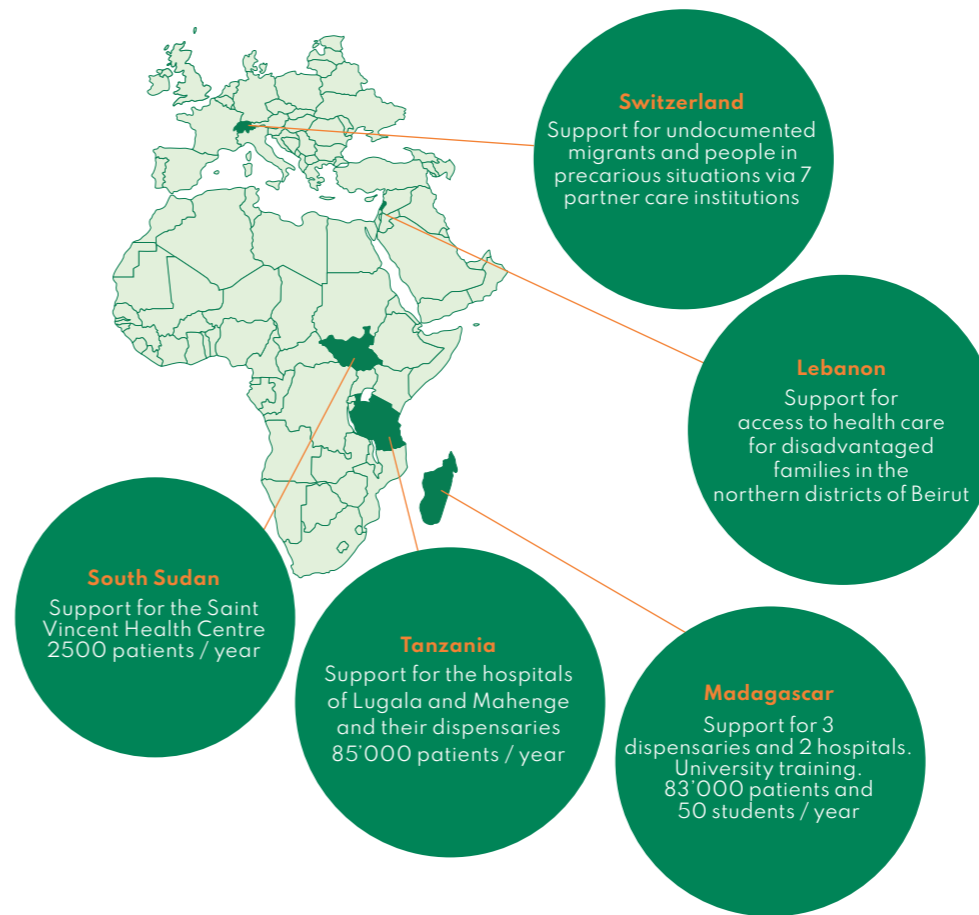 Switzerland
Support for undocumented
migrants and people in
precarious situations via 7
partner care institutions
Lebanon
Support for
access to health care
for disadvantaged
families in the
northern districts of Beirut
South Sudan
Support for the Saint
Vincent Health Centre
2500 patients / year
Tanzania
Support for the hospitals
of Lugala and Mahenge
and their dispensaries
85’000 patients / year
Madagascar
Support for 3
dispensaries and 2 hospitals.
University training.
83’000 patients and
50 students / year